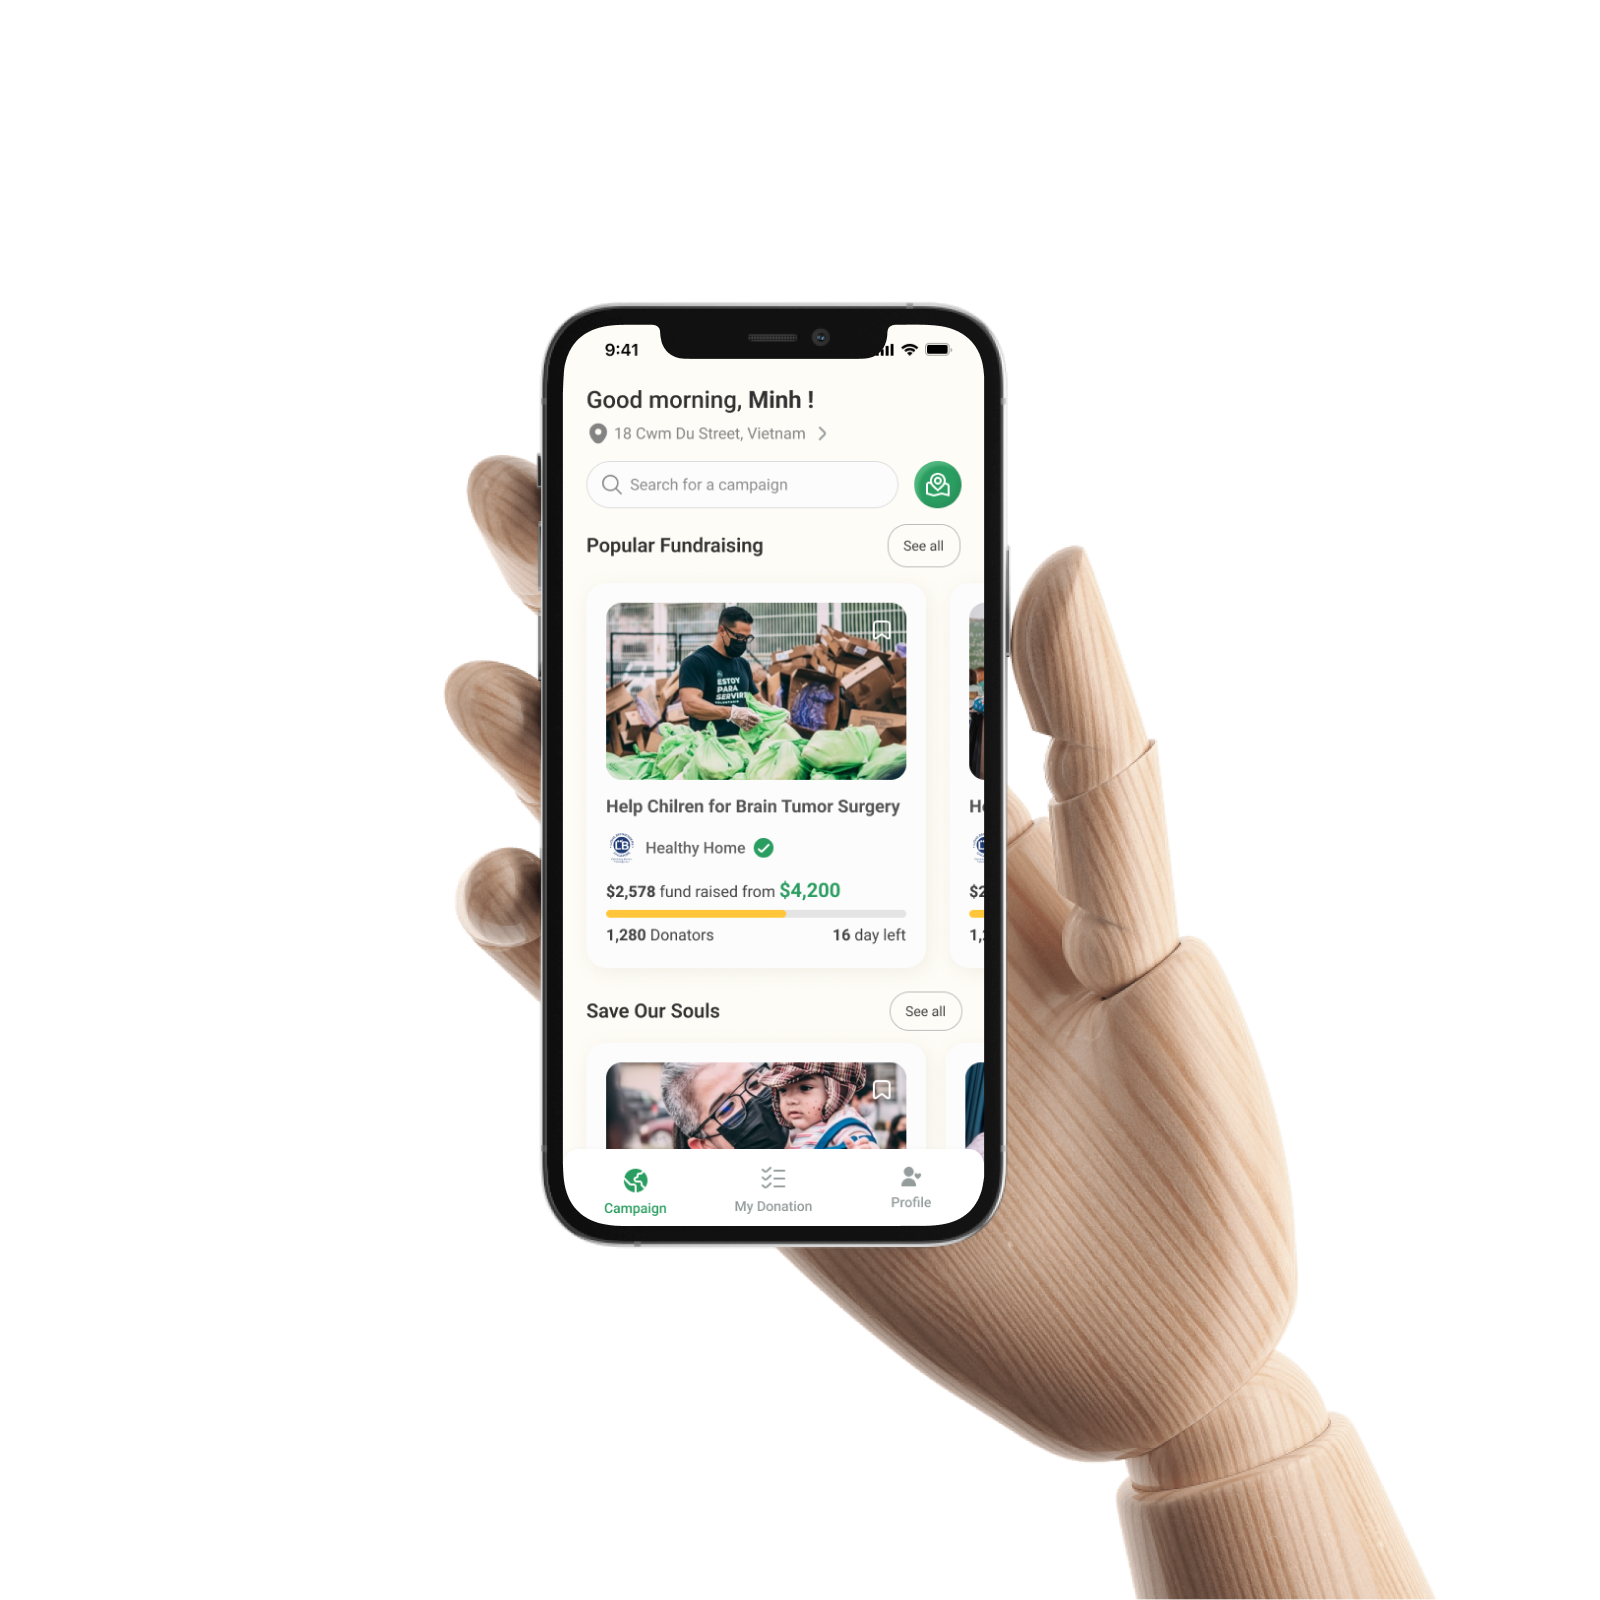 9:41
Good morning, Minh !
18 Cwm Du Street, Vietnam
Search for a campaign
Popular Fundraising
See all
ESTOY
PARA
SERVIR
Help Chilren for Brain Tumor Surgery
He
Healthy Home
$2,578 fund raised from $4,200
$2
1,280 Donators
16 day left
1,
Save Our Souls
See all
Campaign
My Donation
Profile